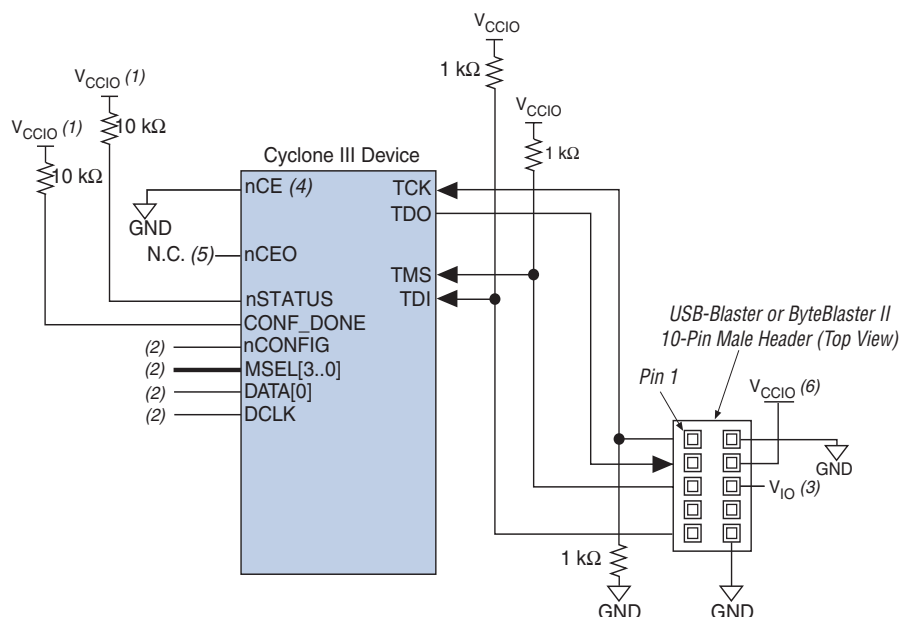 VCCIO
1 kΩ
VCCIO (1)
10 kΩ
VCCIO (1)
10 kΩ
VCCIO
1 kΩ
Cyclone III Device
nCE (4)
GND
N.C. (5)
nCEO
nSTATUS
CONF_DONE
(2)
nCONFIG
(2)
MSEL[3..0]
(2)
DATA[0]
(2)
DCLK
TCK
TDO
TMS
TDI
USB-Blaster or ByteBlaster II
10-Pin Male Header (Top View)
Pin 1
VCCIO (6)
GND
VIO (3)
1 kΩ
GND
GND